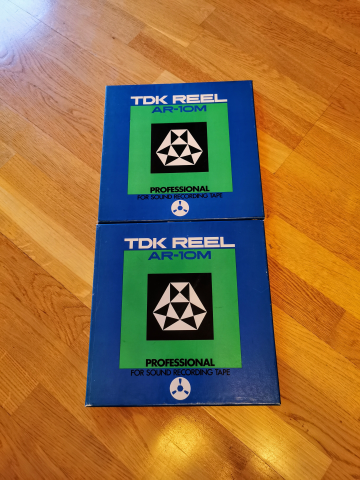 TDK REEL
AR-10M
PROFESSIONAL
FOR SOUND RECORDING TAPE
TDK REEL
AR-10M
PROFESSIONAL
FOR SOUND RECORDING TAPE